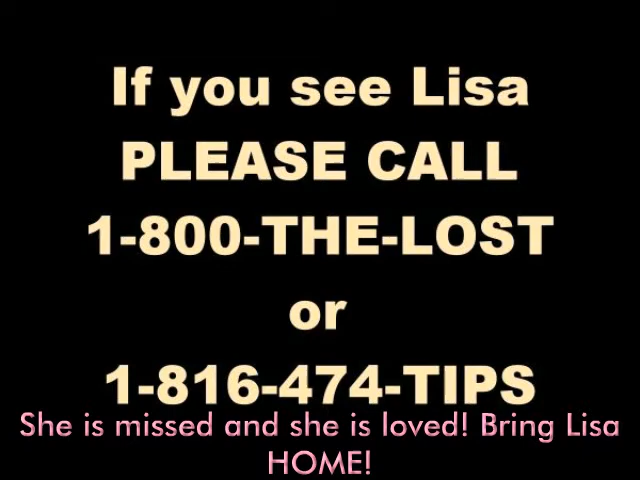 If you see Lisa
PLEASE CALL
1-800-THE-LOST
or
1-816-474-TIPS
She is missed and she is loved! Bring Lisa
HOME!